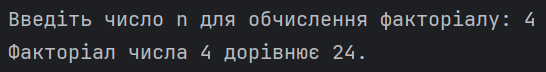 Введіть число n для обчислення факторіалу: 4
Факторіал числа 4 дорівнює 24.